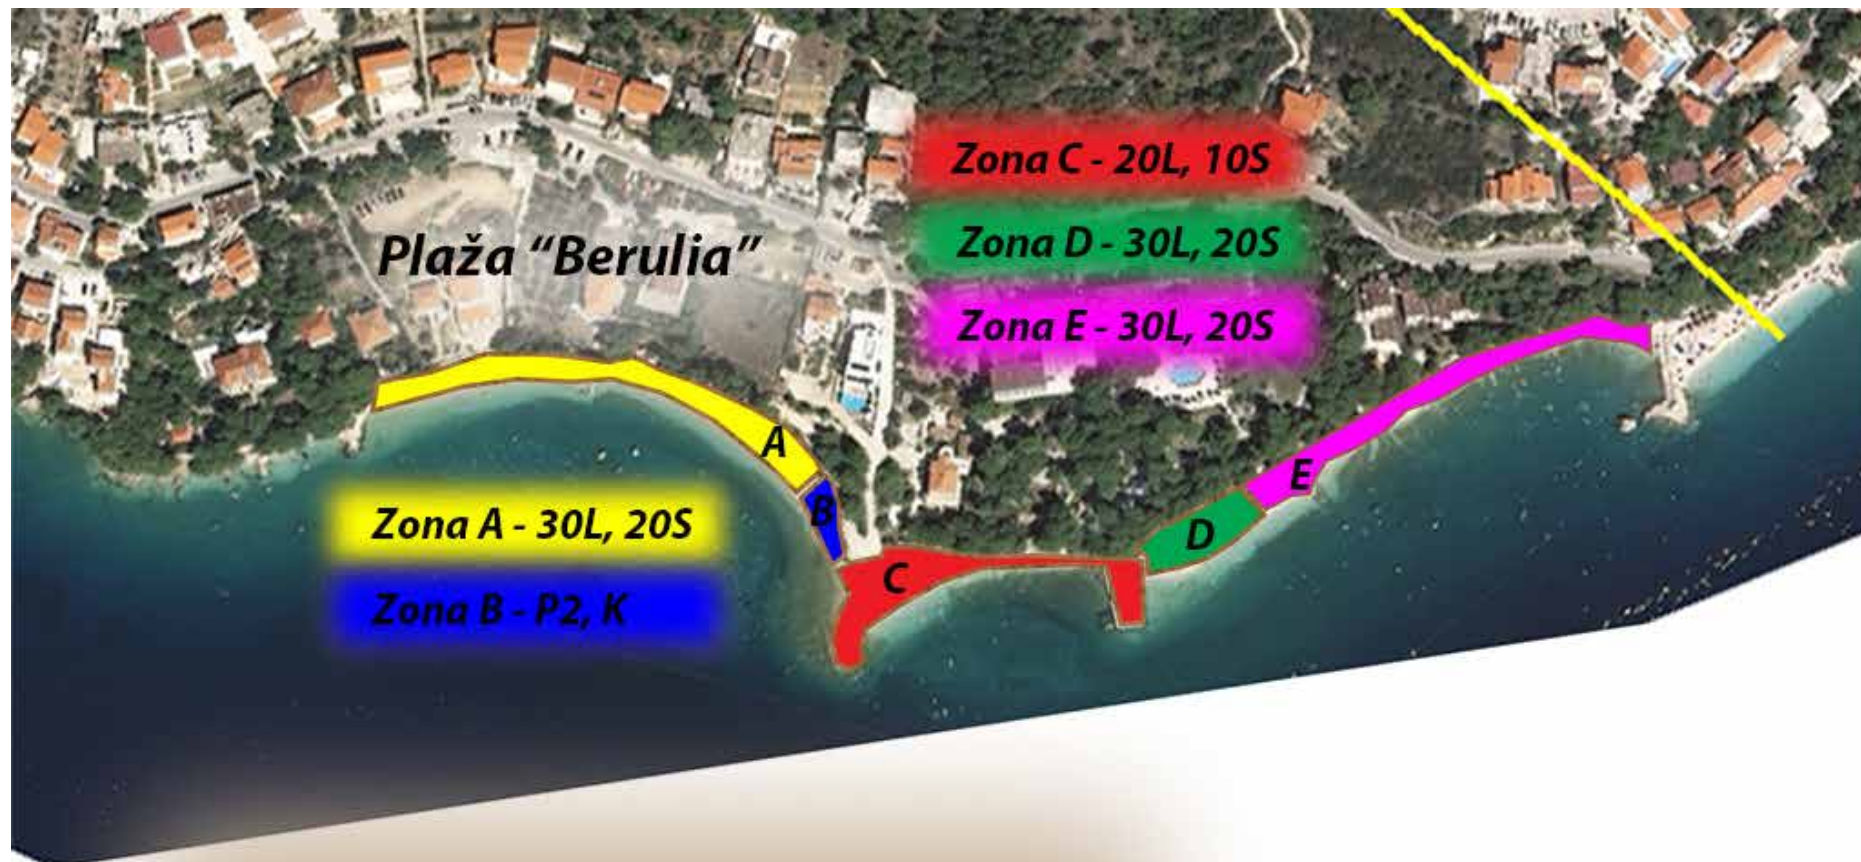 Zona C - 20L, 10S
Zona D - 30L, 20S
Plaža “Berulia”
Zona E - 30L, 20S
A
E
B
Zona A - 30L, 20S
D
C
Zona B - P2, K